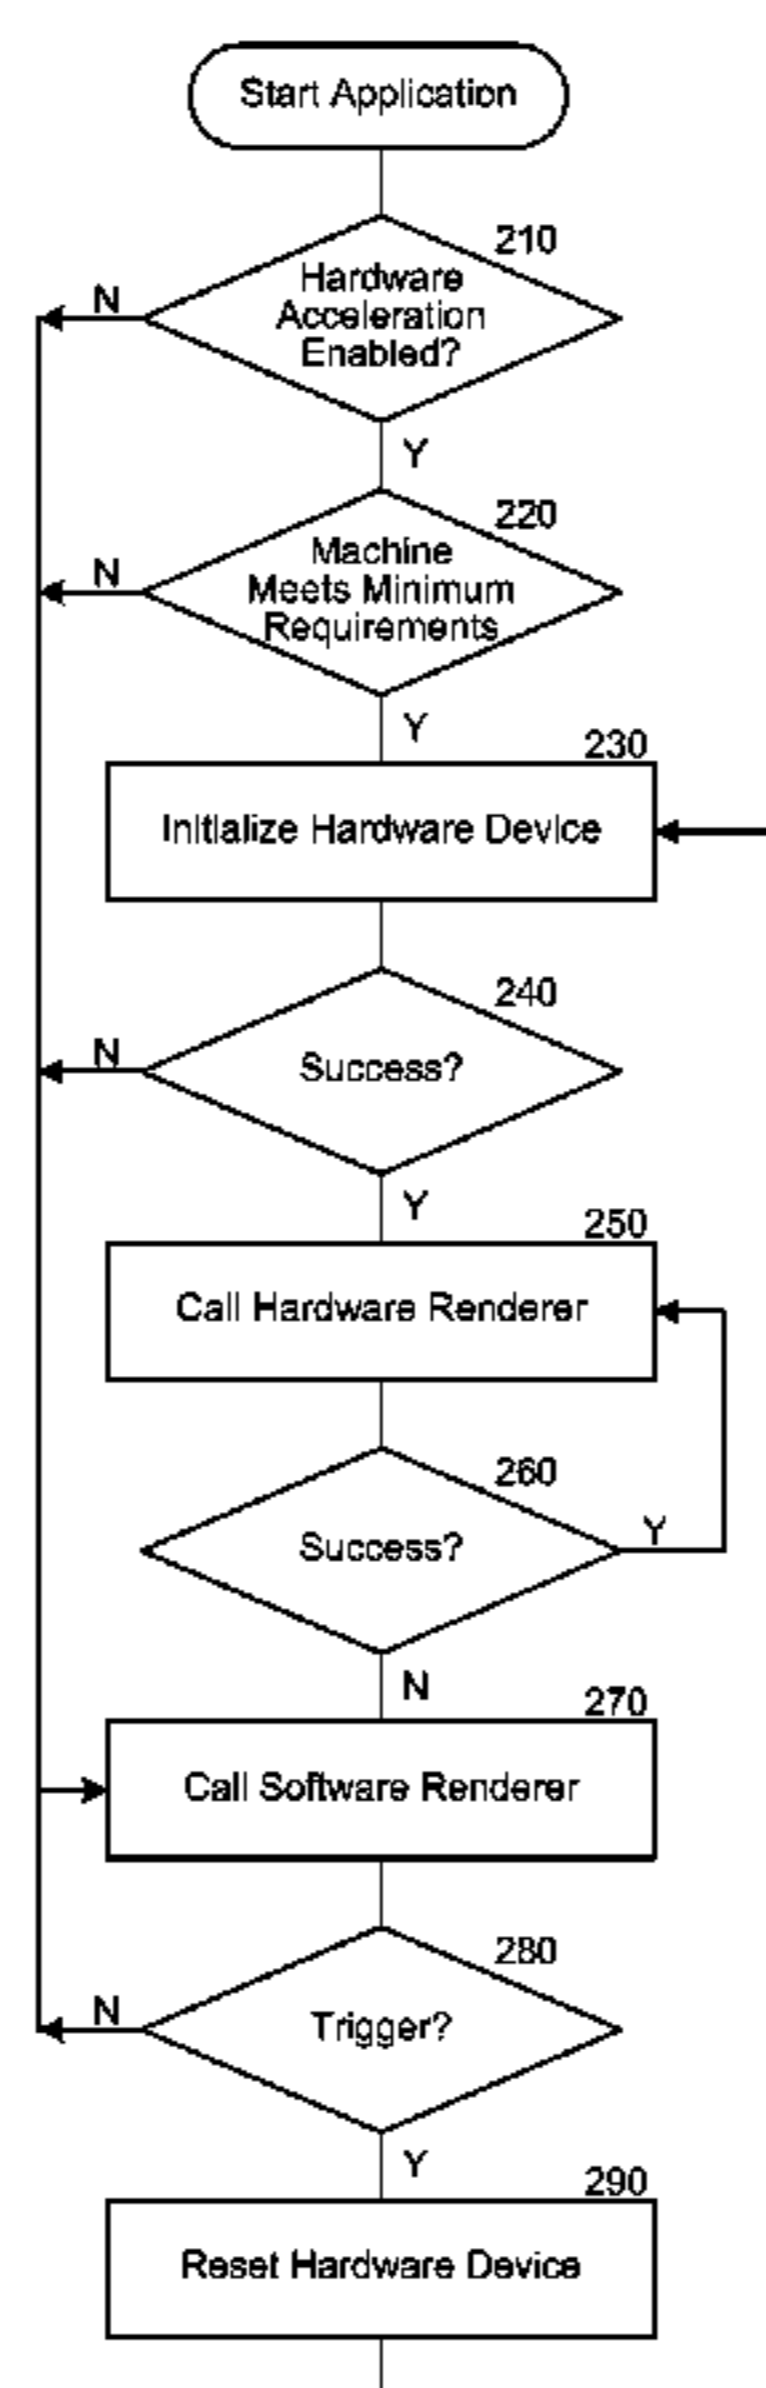 Start Application
210
Hardware
Acceleration
Enabled?
N
Y
220
Machine
Meets Minimum
Requirements
N
Y
230
Initialize Hardware Device
240
Success?
N
Y
250
Call Hardware Renderer
260
Success?
Y
N
270
Call Software Renderer
280
Trigger?
N
Y
290
Reset Hardware Device